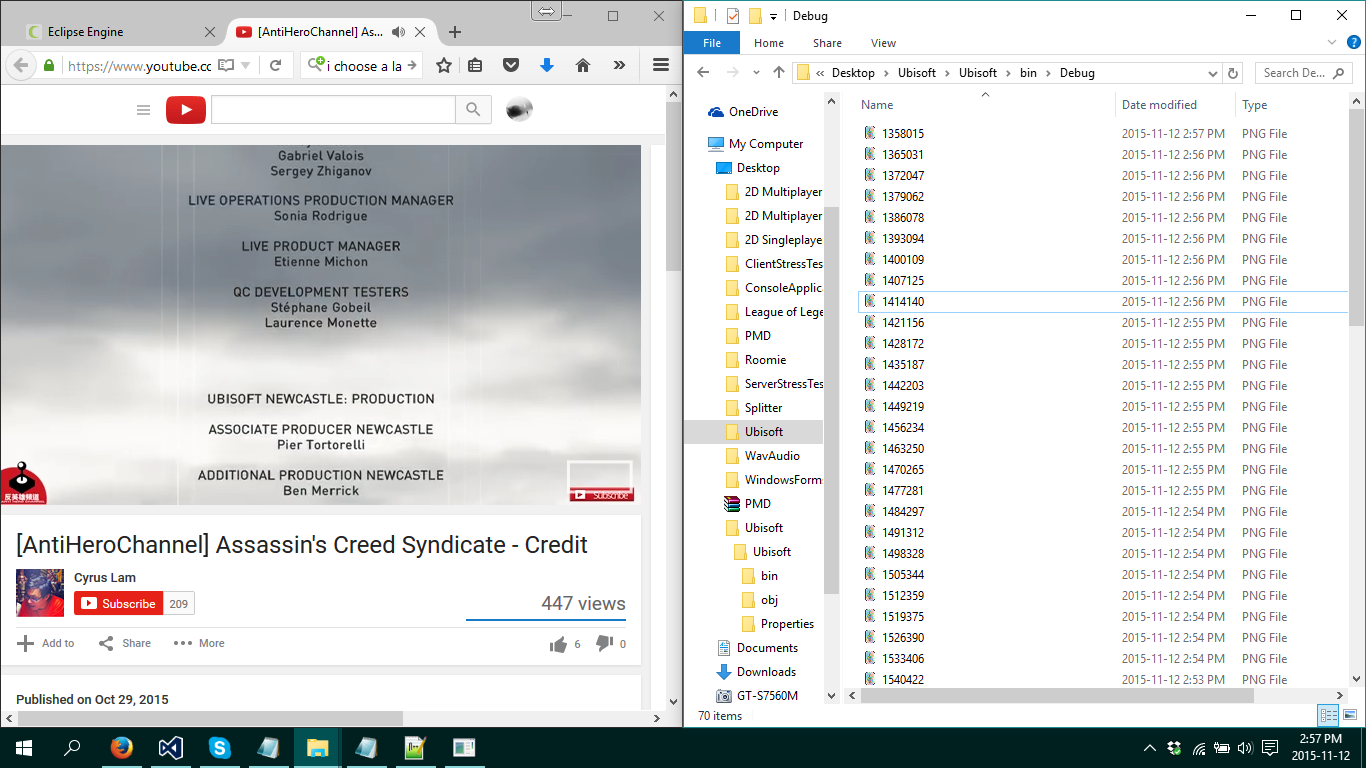 Eclipse Engine
[AntiHeroChannel] As...
https://www.youtube.cc
i choose a la
Gabriel Valois
Sergey Zhiganov
LIVE OPERATIONS PRODUCTION MANAGER
Sonia Rodrigue
LIVE PRODUCT MANAGER
Etienne Michon
QC DEVELOPMENT TESTERS
Stéphane Gobeil
Laurence Monette
UBISOFT NEWCASTLE: PRODUCTION
ASSOCIATE PRODUCER NEWCASTLE
Pier Tortorelli
ADDITIONAL PRODUCTION NEWCASTLE
Ben Merrick
反英雄頻道
Subscribe
[AntiHeroChannel] Assassin's Creed Syndicate - Credit
Cyrus Lam
Subscribe 209
447 views
Add to Share More 6 0
Published on Oct 29, 2015
Debug
File Home Share View
« Desktop Ubisoft Ubisoft bin Debug
Search De...
OneDrive
My Computer
Desktop
2D Multiplayer
2D Multiplayer
2D Singleplaye
ClientStressTes
ConsoleApplic
League of Lege
PMD
Roomie
ServerStressTes
Splitter
Ubisoft
WavAudio
WindowsForm
PMD
Ubisoft
Ubisoft
bin
obj
Properties
Documents
Downloads
GT-S7560M
Name Date modified Type
1358015 2015-11-12 2:57 PM PNG File
1365031 2015-11-12 2:56 PM PNG File
1372047 2015-11-12 2:56 PM PNG File
1379062 2015-11-12 2:56 PM PNG File
1386078 2015-11-12 2:56 PM PNG File
1393094 2015-11-12 2:56 PM PNG File
1400109 2015-11-12 2:56 PM PNG File
1407125 2015-11-12 2:56 PM PNG File
1414140 2015-11-12 2:56 PM PNG File
1421156 2015-11-12 2:55 PM PNG File
1428172 2015-11-12 2:55 PM PNG File
1435187 2015-11-12 2:55 PM PNG File
1442203 2015-11-12 2:55 PM PNG File
1449219 2015-11-12 2:55 PM PNG File
1456234 2015-11-12 2:55 PM PNG File
1463250 2015-11-12 2:55 PM PNG File
1470265 2015-11-12 2:55 PM PNG File
1477281 2015-11-12 2:55 PM PNG File
1484297 2015-11-12 2:54 PM PNG File
1491312 2015-11-12 2:54 PM PNG File
1498328 2015-11-12 2:54 PM PNG File
1505344 2015-11-12 2:54 PM PNG File
1512359 2015-11-12 2:54 PM PNG File
1519375 2015-11-12 2:54 PM PNG File
1526390 2015-11-12 2:54 PM PNG File
1533406 2015-11-12 2:54 PM PNG File
1540422 2015-11-12 2:53 PM PNG File
70 items
2:57 PM
2015-11-12